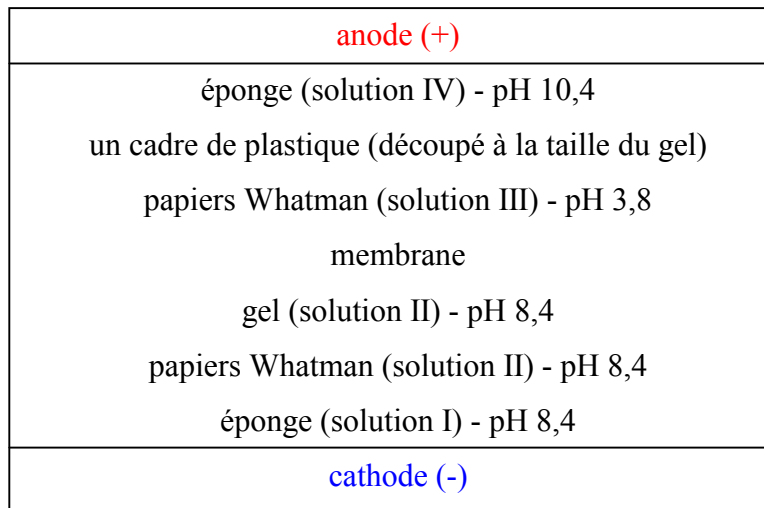 anode (+)
éponge (solution IV) - pH 10,4
un cadre de plastique (découpé à la taille du gel)
papiers Whatman (solution III) - pH 3,8
membrane
gel (solution II) - pH 8,4
papiers Whatman (solution II) - pH 8,4
éponge (solution I) - pH 8,4
cathode (-)